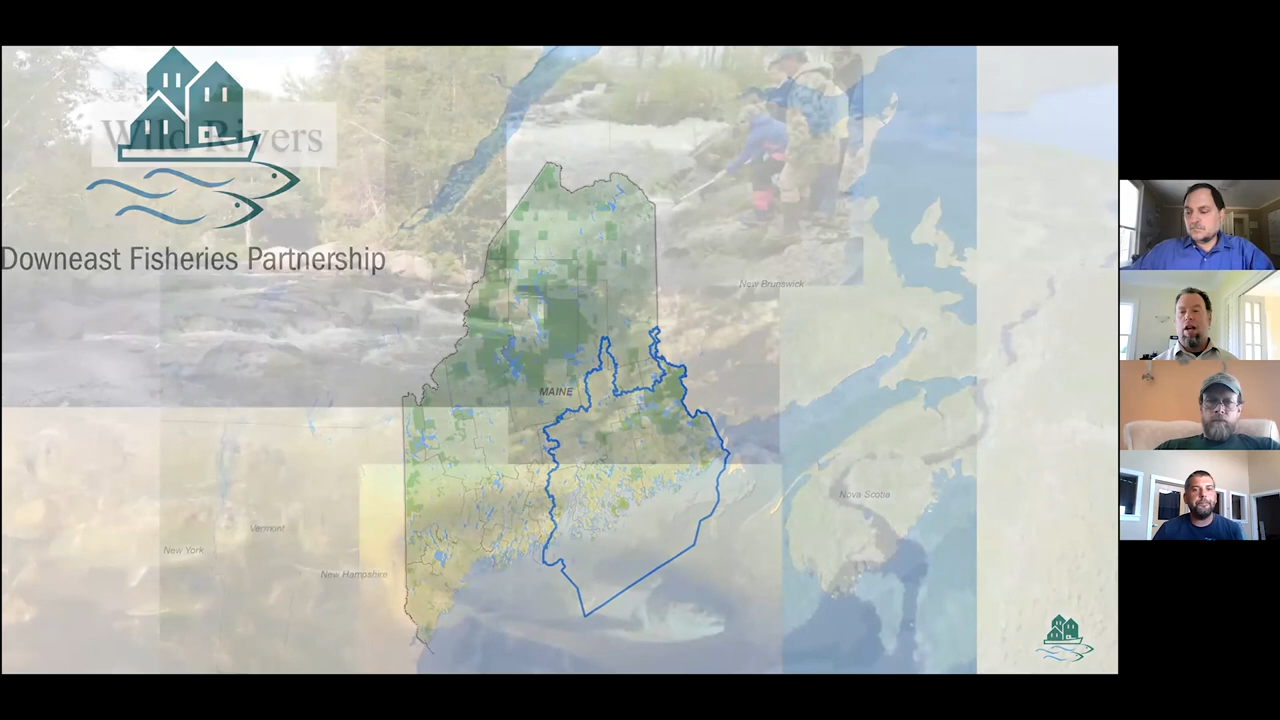 Wild Rivers
Downeast Fisheries Partnership
New Brunswick
MAINE
Nova Scotia
Vermont
New York
New Hampshire